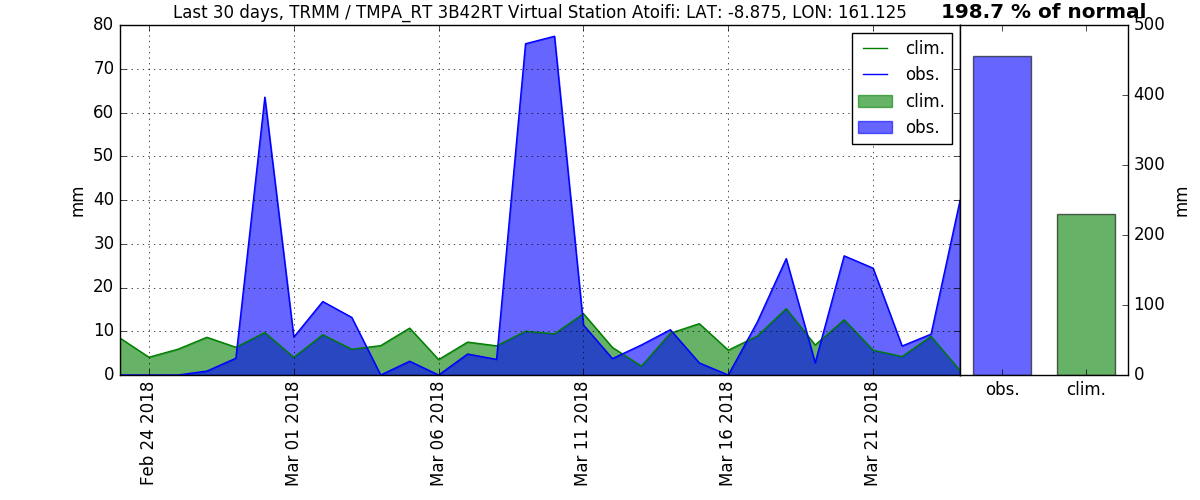 Last 30 days, TRMM / TMPA_RT 3B42RT Virtual Station Atoifi: LAT: -8.875, LON: 161.125
198.7 % of normal
80
70
60
50
40
30
20
10
0
mm
clim.
obs.
clim.
obs.
Feb 24 2018
Mar 01 2018
Mar 06 2018
Mar 11 2018
Mar 16 2018
Mar 21 2018
500
400
300
200
100
0
mm
obs.
clim.